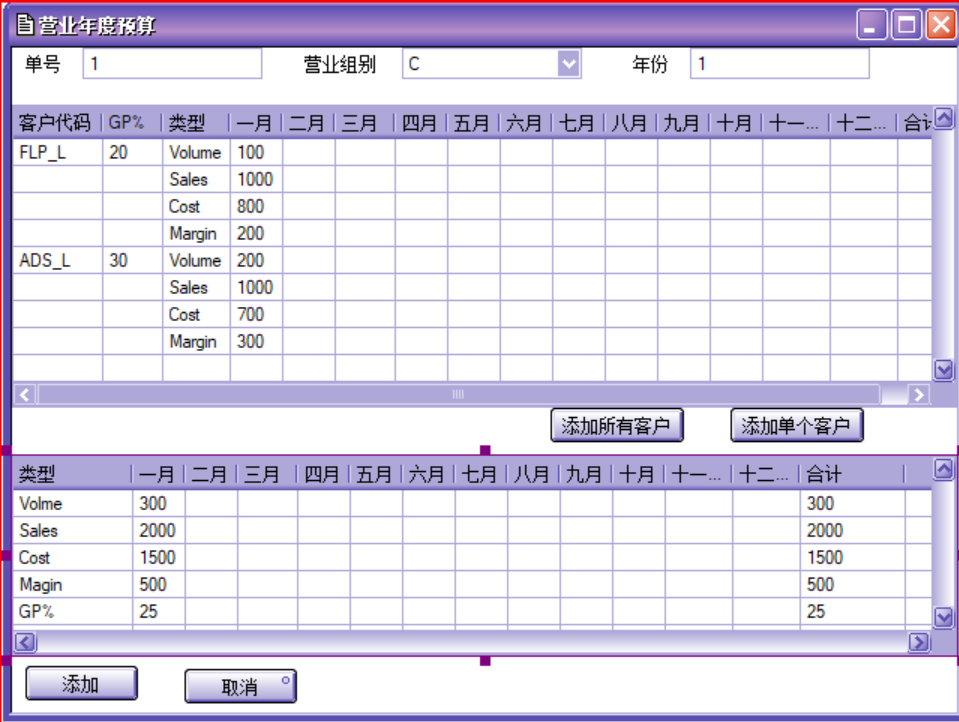 营业年度预算
单号 1 营业组别 C 年份 1
客户代码 GP% 类型 一月 二月 三月 四月 五月 六月 七月 八月 九月 十月 十一... 十二...
FLP_L 20 Volume 100
Sales 1000
Cost 800
Margin 200
ADS_L 30 Volume 200
Sales 1000
Cost 700
Margin 300
添加所有客户 添加单个客户
类型 一月 二月 三月 四月 五月 六月 七月 八月 九月 十月 十一... 十二... 合计
Volme 300 300
Sales 2000 2000
Cost 1500 1500
Magin 500 500
GP% 25 25
添加 取消